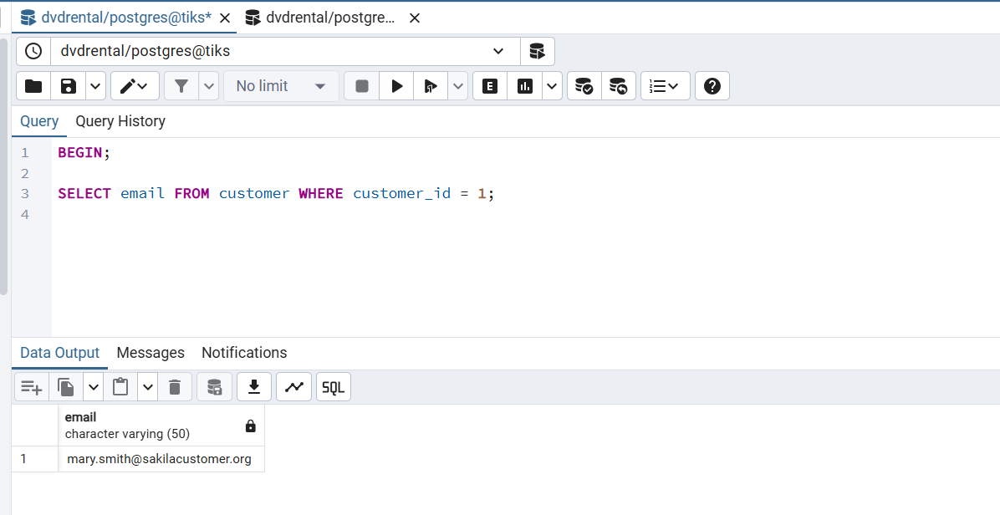 dvdrental/postgres@tiks* dvdrental/postgre...
dvdrental/postgres@tiks
No limit E
Query Query History
1 BEGIN;
2
3 SELECT email FROM customer WHERE customer_id = 1;
4
Data Output Messages Notifications
SQL
email
character varying (50)
1 mary.smith@sakilacustomer.org